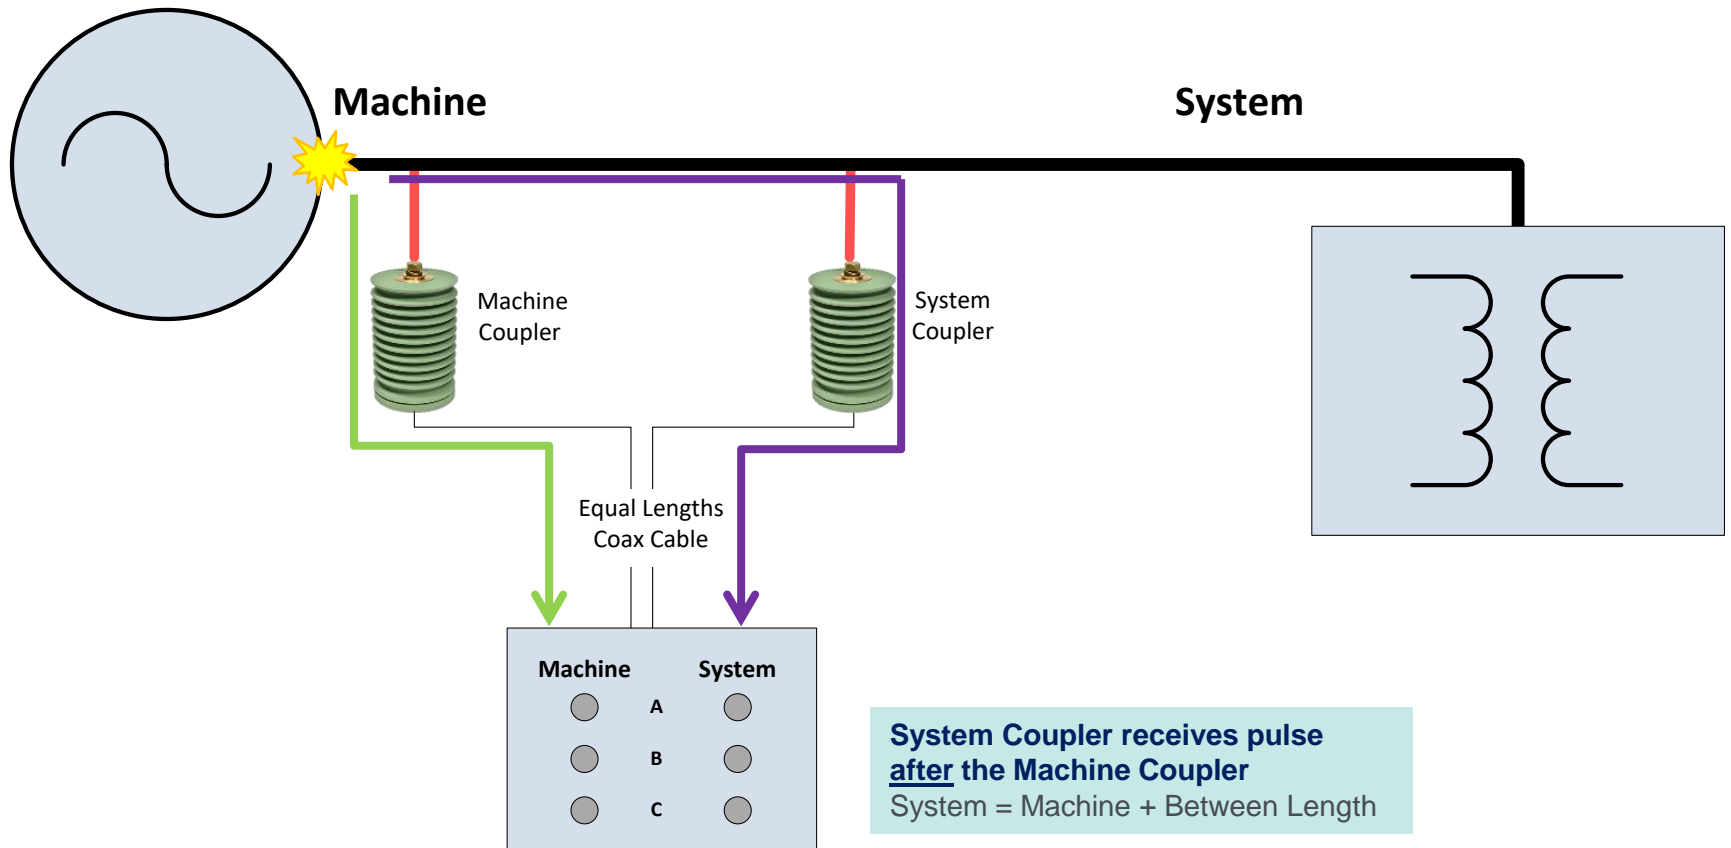 Machine
System
Machine
Coupler
System
Coupler
Equal Lengths
Coax Cable
Machine System
A
B
C
System Coupler receives pulse
after the Machine Coupler
System = Machine + Between Length